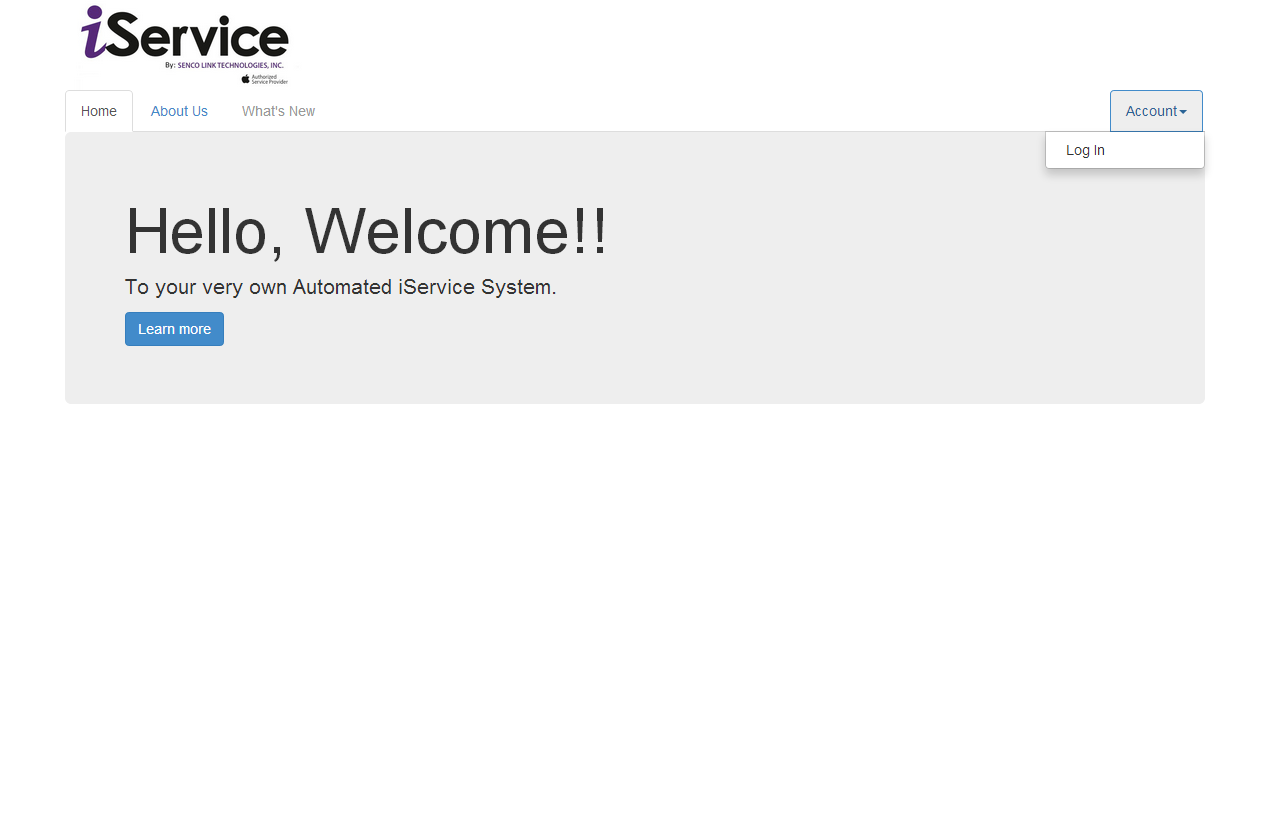 iService
By: SENCO LINK TECHNOLOGIES, INC.
Authorized
Service Provider
Home About Us What's New Account
Log In
Hello, Welcome!!
To your very own Automated iService System.
Learn more